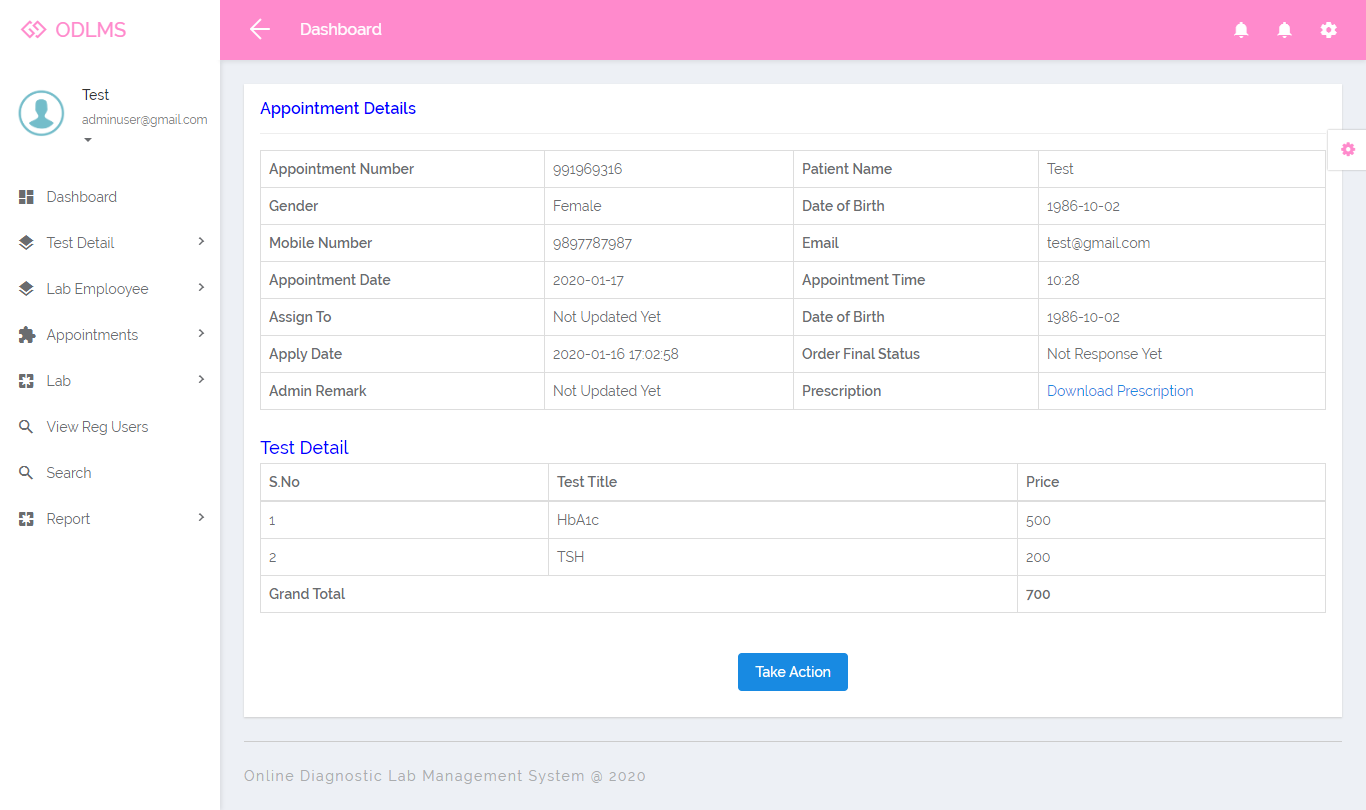 ODLMS
Dashboard
Test
adminuser@gmail.com
Dashboard
Test Detail
Lab Emplooyee
Appointments
Lab
View Reg Users
Search
Report
Appointment Details
Appointment Number 991969316 Patient Name Test
Gender Female Date of Birth 1986-10-02
Mobile Number 9897787987 Email test@gmail.com
Appointment Date 2020-01-17 Appointment Time 10:28
Assign To Not Updated Yet Date of Birth 1986-10-02
Apply Date 2020-01-16 17:02:58 Order Final Status Not Response Yet
Admin Remark Not Updated Yet Prescription Download Prescription
Test Detail
S.No Test Title Price
1 HbA1c 500
2 TSH 200
Grand Total 700
Take Action
Online Diagnostic Lab Management System @ 2020